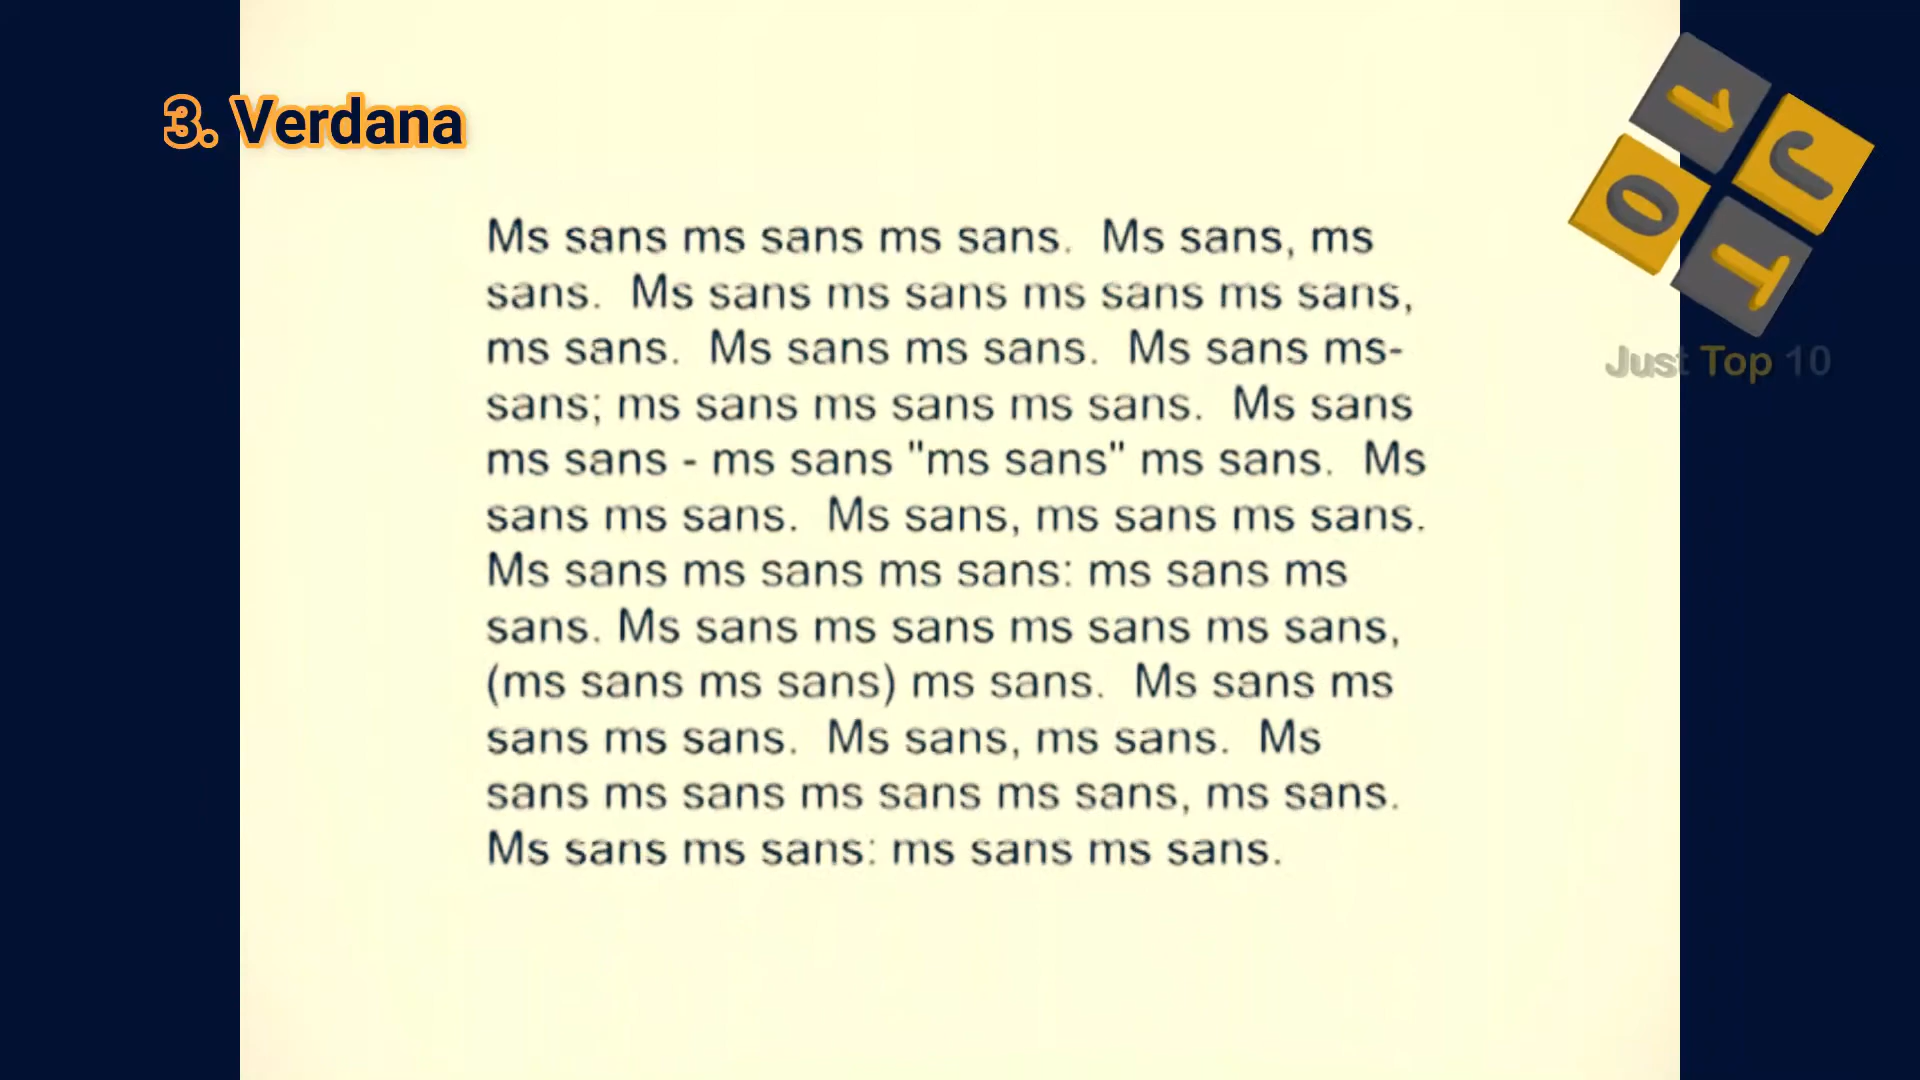 3. Verdana
1
J
O
T
Just Top 10
Ms sans ms sans ms sans.  Ms sans, ms
sans.  Ms sans ms sans ms sans ms sans,
ms sans.  Ms sans ms sans.  Ms sans ms-
sans; ms sans ms sans ms sans.  Ms sans
ms sans - ms sans "ms sans" ms sans.  Ms
sans ms sans.  Ms sans, ms sans ms sans.
Ms sans ms sans ms sans: ms sans ms
sans. Ms sans ms sans ms sans ms sans,
(ms sans ms sans) ms sans.  Ms sans ms
sans ms sans.  Ms sans, ms sans.  Ms
sans ms sans ms sans ms sans, ms sans.
Ms sans ms sans: ms sans ms sans.